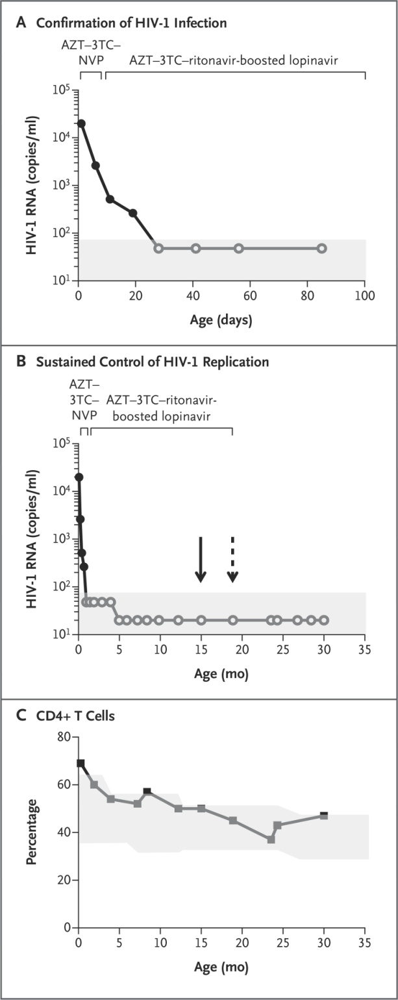 A Confirmation of HIV-1 Infection
AZT–3TC–
NVP
AZT–3TC–ritonavir-boosted lopinavir
HIV-1 RNA (copies/ml)
10⁵
10⁴
10³
10²
10¹
0 20 40 60 80 100
Age (days)
B Sustained Control of HIV-1 Replication
AZT–
3TC–
NVP
AZT–3TC–ritonavir-
boosted lopinavir
HIV-1 RNA (copies/ml)
10⁵
10⁴
10³
10²
10¹
0 5 10 15 20 25 30 35
Age (mo)
C CD4+ T Cells
Percentage
80
60
40
20
0
0 5 10 15 20 25 30 35
Age (mo)